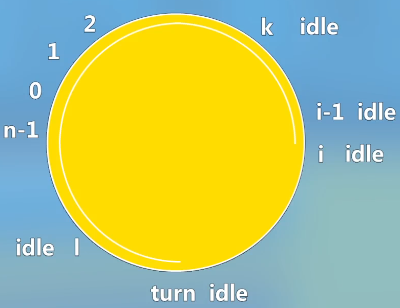 2
k idle
1
0
i-1 idle
n-1
i idle
idle l
turn idle